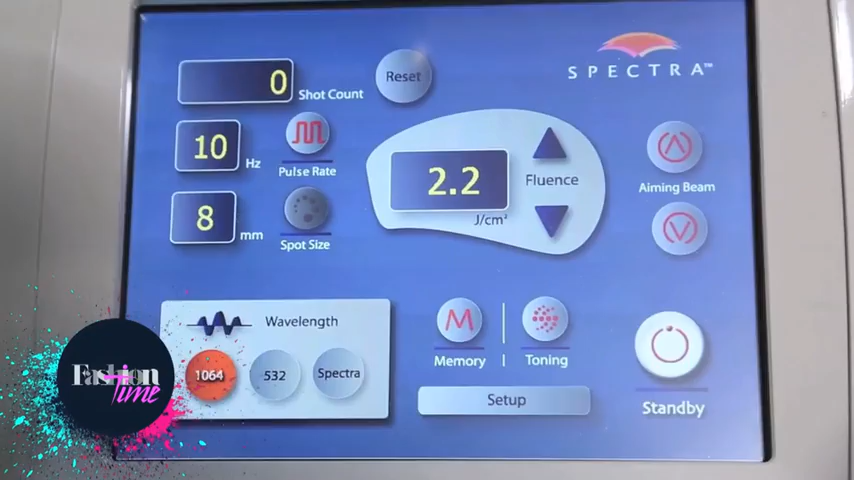 0
Shot Count
Reset
SPECTRA™
10 Hz
Pulse Rate
2.2
J/cm²
Fluence
Aiming Beam
8 mm
Spot Size
Wavelength
1064
532
Spectra
M
Memory
Toning
Setup
Standby
Fashion
Time